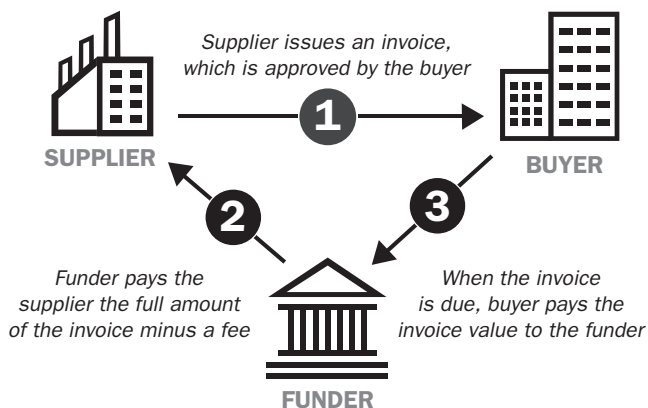 Supplier issues an invoice,
which is approved by the buyer
1
SUPPLIER
BUYER
2
3
Funder pays the
supplier the full amount
of the invoice minus a fee
When the invoice
is due, buyer pays the
invoice value to the funder
FUNDER